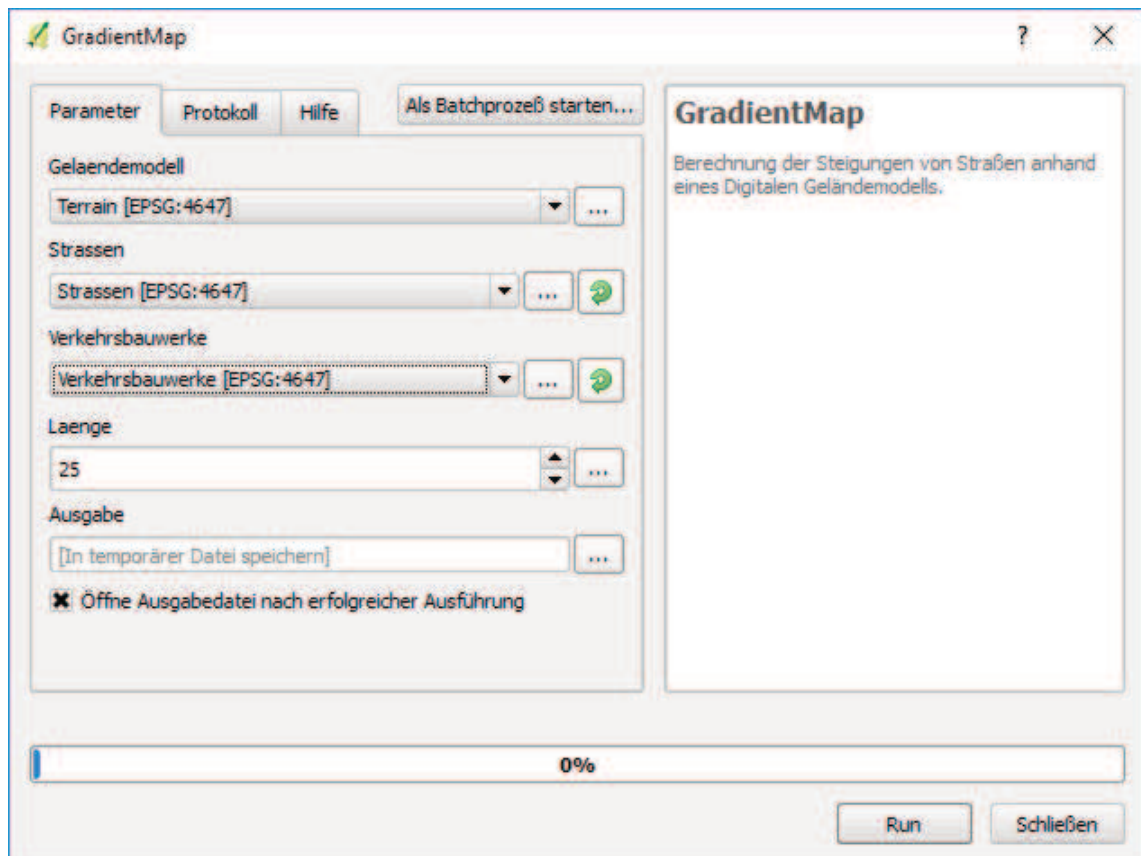 GradientMap
?
Parameter
Protokoll
Hilfe
Als Batchprozeß starten...
Gelaendemodell
Terrain [EPSG:4647]
...
Strassen
Strassen [EPSG:4647]
...
Verkehrsbauwerke
Verkehrsbauwerke [EPSG:4647]
...
Laenge
25
...
Ausgabe
[In temporärer Datei speichern]
...
Öffne Ausgabedatei nach erfolgreicher Ausführung
GradientMap
Berechnung der Steigungen von Straßen anhand
eines Digitalen Geländemodells.
0%
Run
Schließen